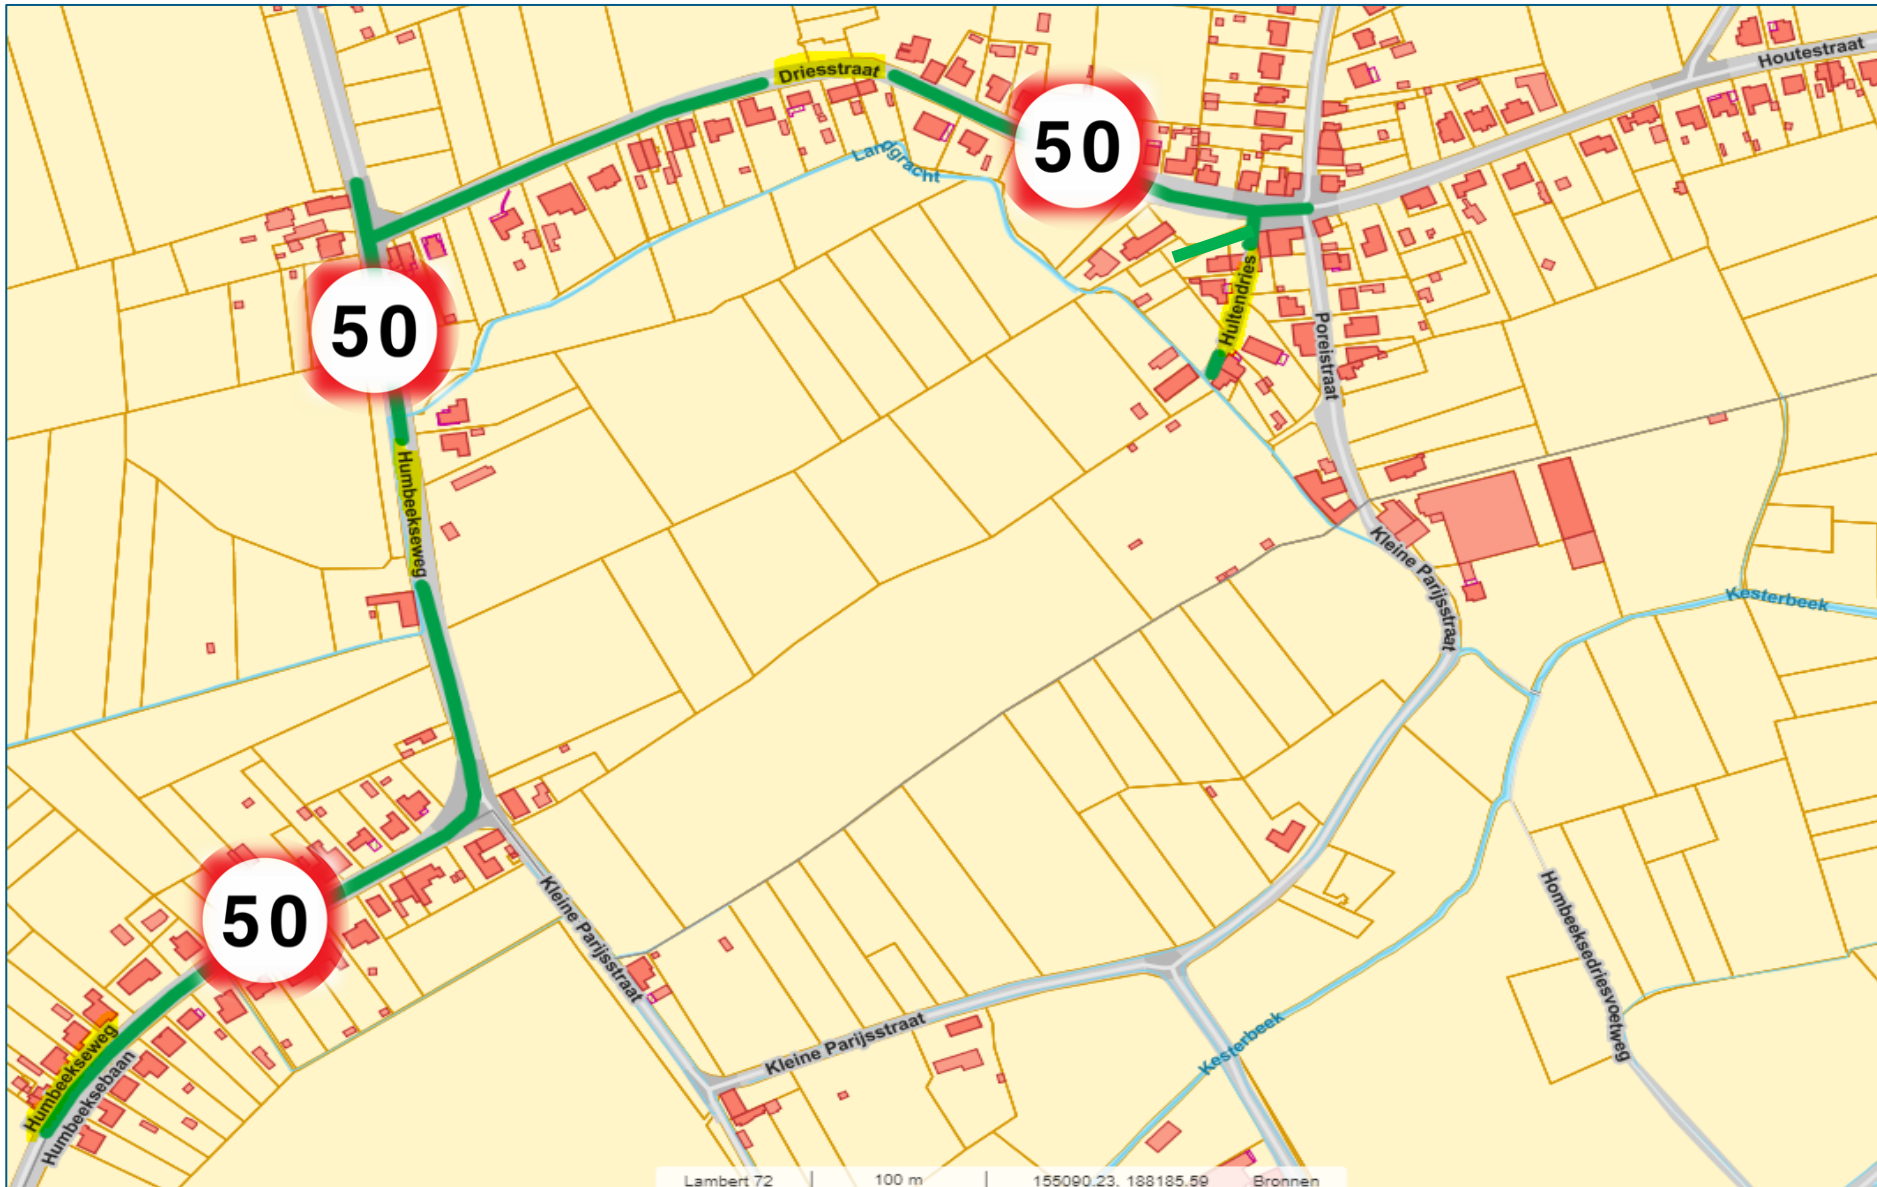 Houtestraat
Driesstraat
50
Landgracht
Hultendries
Poreistraat
50
Humbeekseweg
Kleine Parijsstraat
Kesterbeek
50
Kleine Parijsstraat
Hombeeksedriesvoetweg
Humbeekseweg
Humbeeksebaan
Kleine Parijsstraat
Kesterbeek
Lambert 72 100 m 155090.23, 188185.59 Bronnen